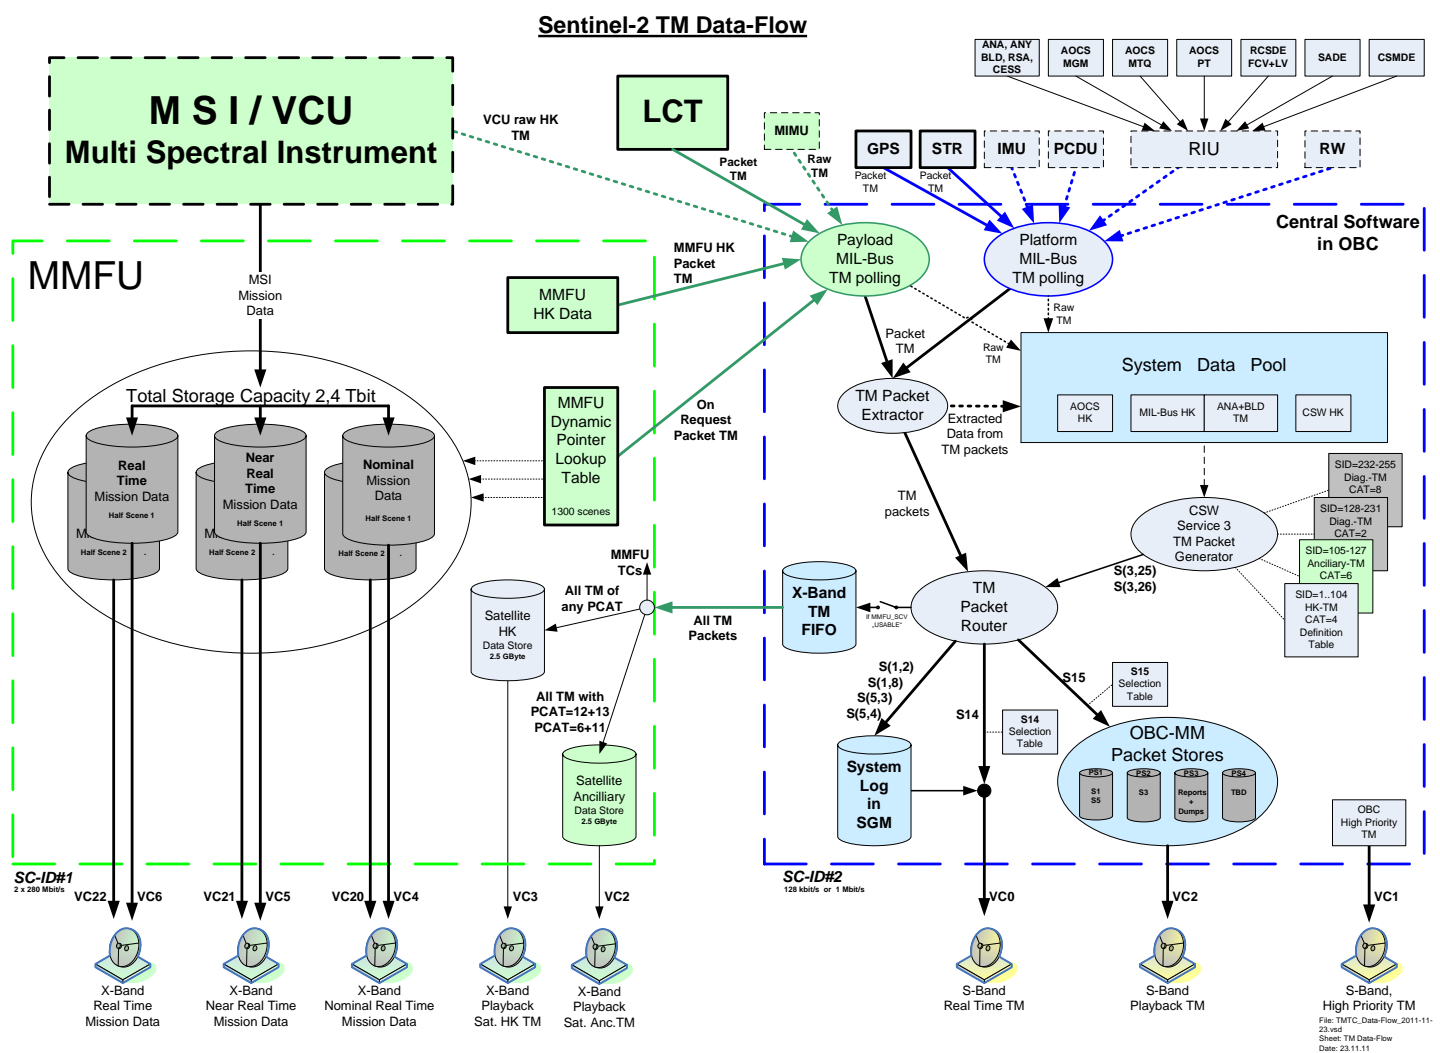 Sentinel-2 TM Data-Flow
M S I / VCU
Multi Spectral Instrument
VCU raw HK
TM
LCT
Packet
TM
MIMU
Raw
TM
GPS
Packet
TM
STR
Packet
TM
IMU
PCDU
ANA, ANY
BLD, RSA,
CESS
AOCS
MGM
AOCS
MTQ
AOCS
PT
RCSDE
FCV+LV
SADE
CSMDE
RIU
RW
Central Software
in OBC
MMFU
MSI
Mission
Data
MMFU HK
Packet
TM
MMFU
HK Data
Payload
MIL-Bus
TM polling
Platform
MIL-Bus
TM polling
Raw
TM
Raw
TM
Packet
TM
System Data Pool
AOCS
HK
MIL-Bus HK
ANA+BLD
TM
CSW HK
Total Storage Capacity 2,4 Tbit
Real
Time
Mission Data
Half Scene 1
M
Half Scene 2
.
Near
Real
Time
Mission Data
Half Scene 1
M
Half Scene 2
.
Nominal
Mission
Data
Half Scene 1
Half Scene 2
.
MMFU
Dynamic
Pointer
Lookup
Table
1300 scenes
On
Request
Packet TM
TM Packet
Extractor
Extracted
Data from
TM packets
TM
packets
CSW
Service 3
TM Packet
Generator
SID=232-255
Diag.-TM
CAT=8
SID=128-231
Diag.-TM
CAT=2
SID=105-127
Anciliary-TM
CAT=6
SID=1..104
HK-TM
CAT=4
Definition
Table
S(3,25)
S(3,26)
MMFU
TCs
All TM of
any PCAT
Satellite
HK
Data Store
2.5 GByte
All TM
Packets
X-Band
TM
FIFO
If MMFU_SCV
„USABLE"
TM
Packet
Router
All TM with
PCAT=12+13
PCAT=6+11
Satellite
Ancilliary
Data Store
2.5 GByte
S(1,2)
S(1,8)
S(5,3)
S(5,4)
S14
S14
Selection
Table
S15
S15
Selection
Table
System
Log
in
SGM
OBC-MM
Packet Stores
PS1
S1
S5
PS2
S3
PS3
Reports
+
Dumps
PS4
TBD
OBC
High Priority
TM
SC-ID#1
2 x 280 Mbit/s
SC-ID#2
128 kbit/s or 1 Mbit/s
VC22
VC6
VC21
VC5
VC20
VC4
VC3
VC2
VC0
VC2
VC1
X-Band
Real Time
Mission Data
X-Band
Near Real Time
Mission Data
X-Band
Nominal Real Time
Mission Data
X-Band
Playback
Sat. HK TM
X-Band
Playback
Sat. Anc.TM
S-Band
Real Time TM
S-Band
Playback TM
S-Band,
High Priority TM
File: TMTC_Data-Flow_2011-11-
23.vsd
Sheet: TM Data-Flow
Date: 23.11.11